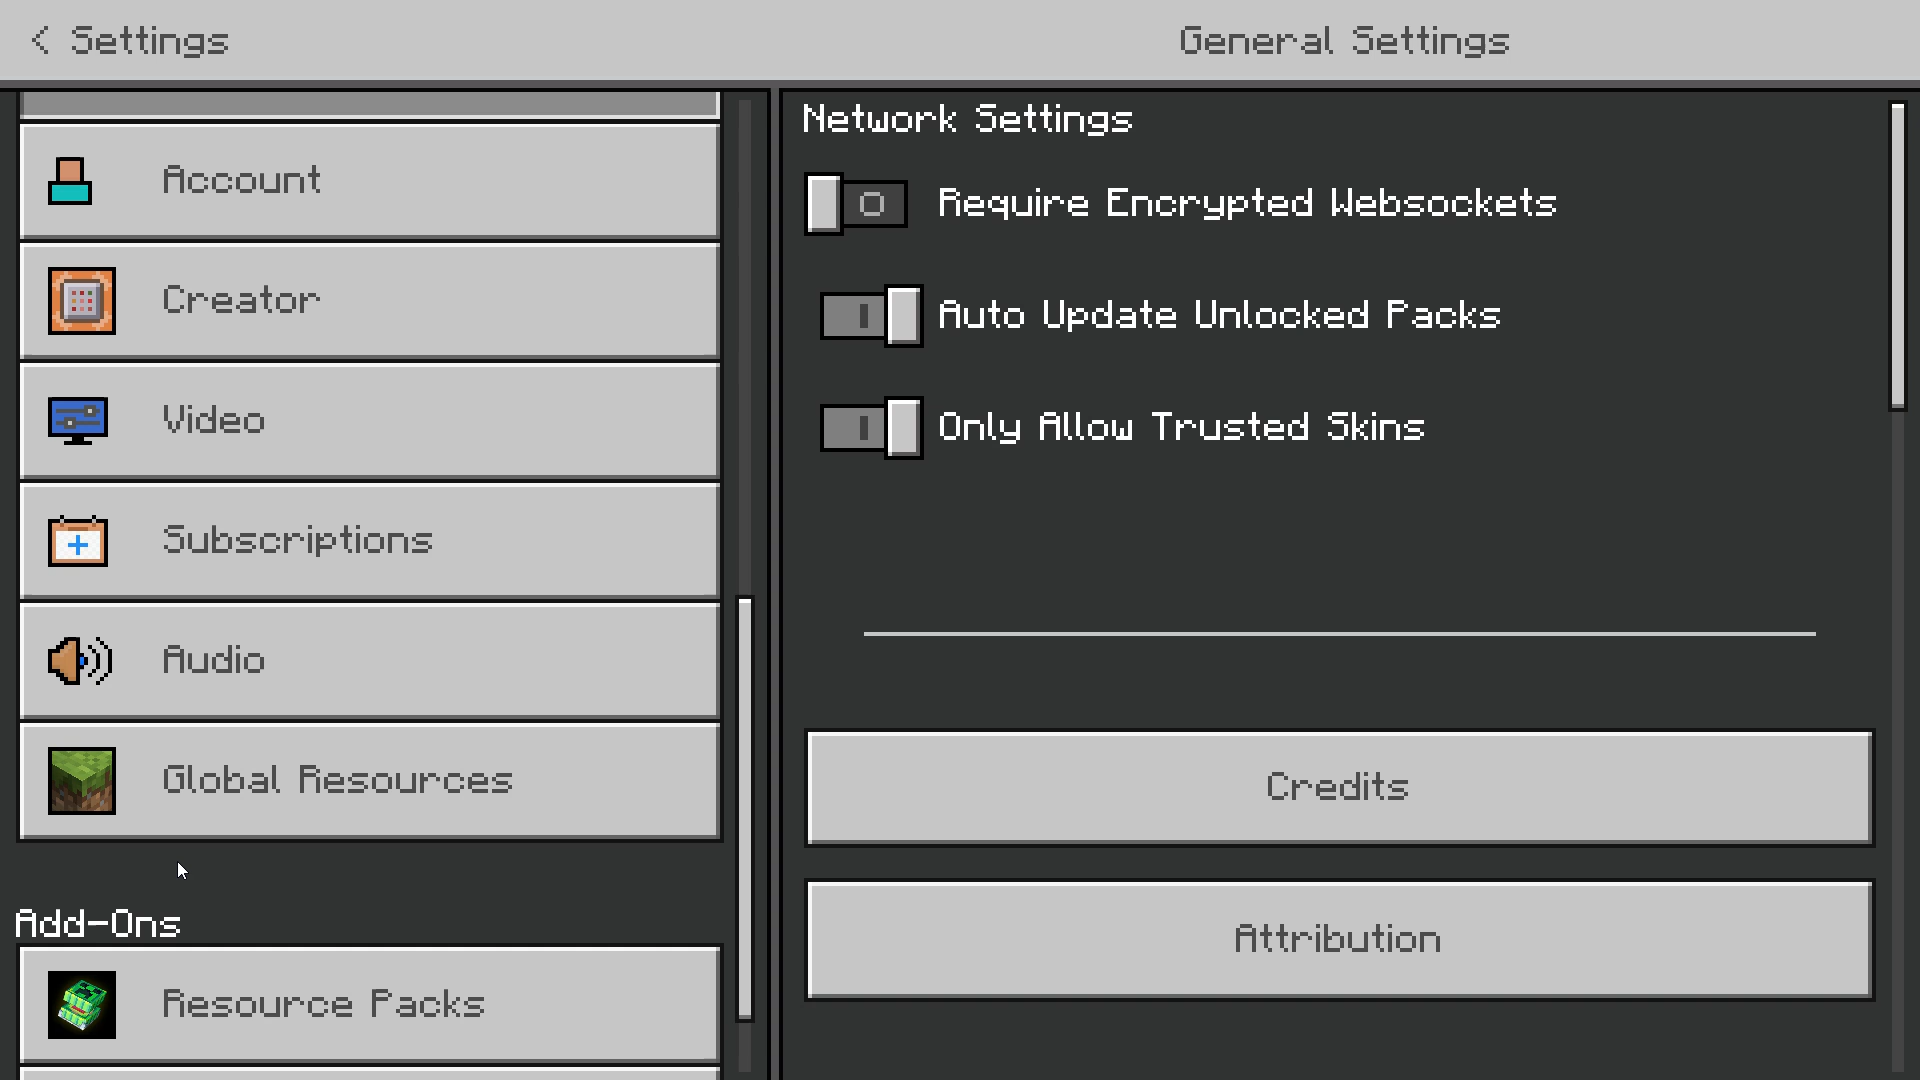 Settings
General Settings
Account
Creator
Video
Subscriptions
Audio
Global Resources
Add-Ons
Resource Packs
Network Settings
Require Encrypted Websockets
Auto Update Unlocked Packs
Only Allow Trusted Skins
Credits
Attribution